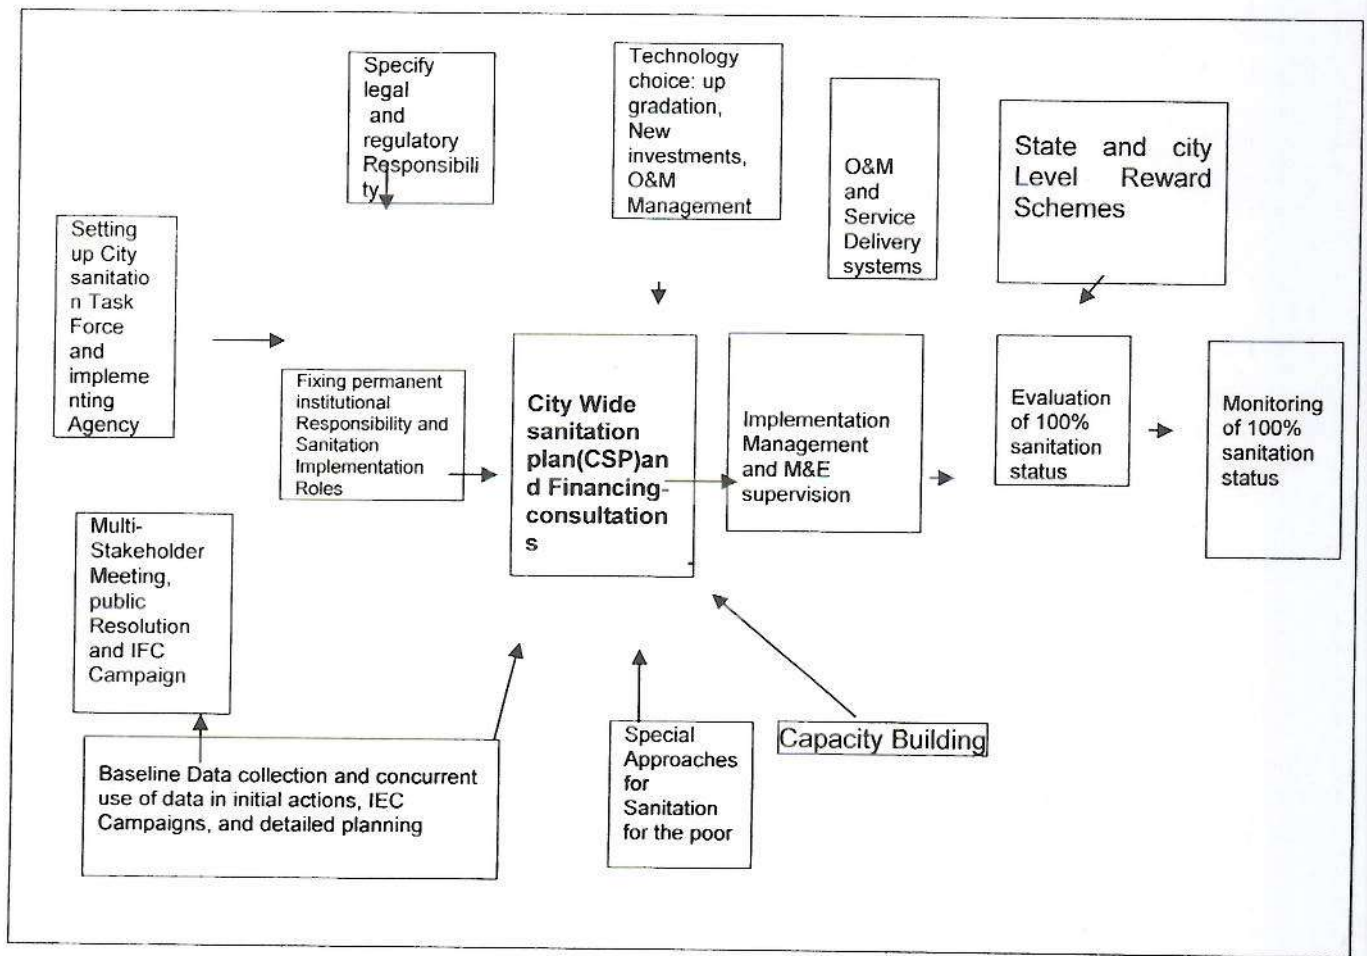 Specify
legal
and
regulatory
Responsibili
ty
Technology
choice: up
gradation,
New
investments,
O&M
Management
O&M
and
Service
Delivery
systems
State and city
Level Reward
Schemes
Setting
up City
sanitatio
n Task
Force
and
impleme
nting
Agency
Fixing permanent
institutional
Responsibility and
Sanitation
Implementation
Roles
City Wide
sanitation
plan(CSP)an
d Financing-
consultation
s
Implementation
Management
and M&E
supervision
Evaluation
of 100%
sanitation
status
Monitoring
of 100%
sanitation
status
Multi-
Stakeholder
Meeting,
public
Resolution
and IFC
Campaign
Baseline Data collection and concurrent
use of data in initial actions, IEC
Campaigns, and detailed planning
Special
Approaches
for
Sanitation
for the poor
Capacity Building